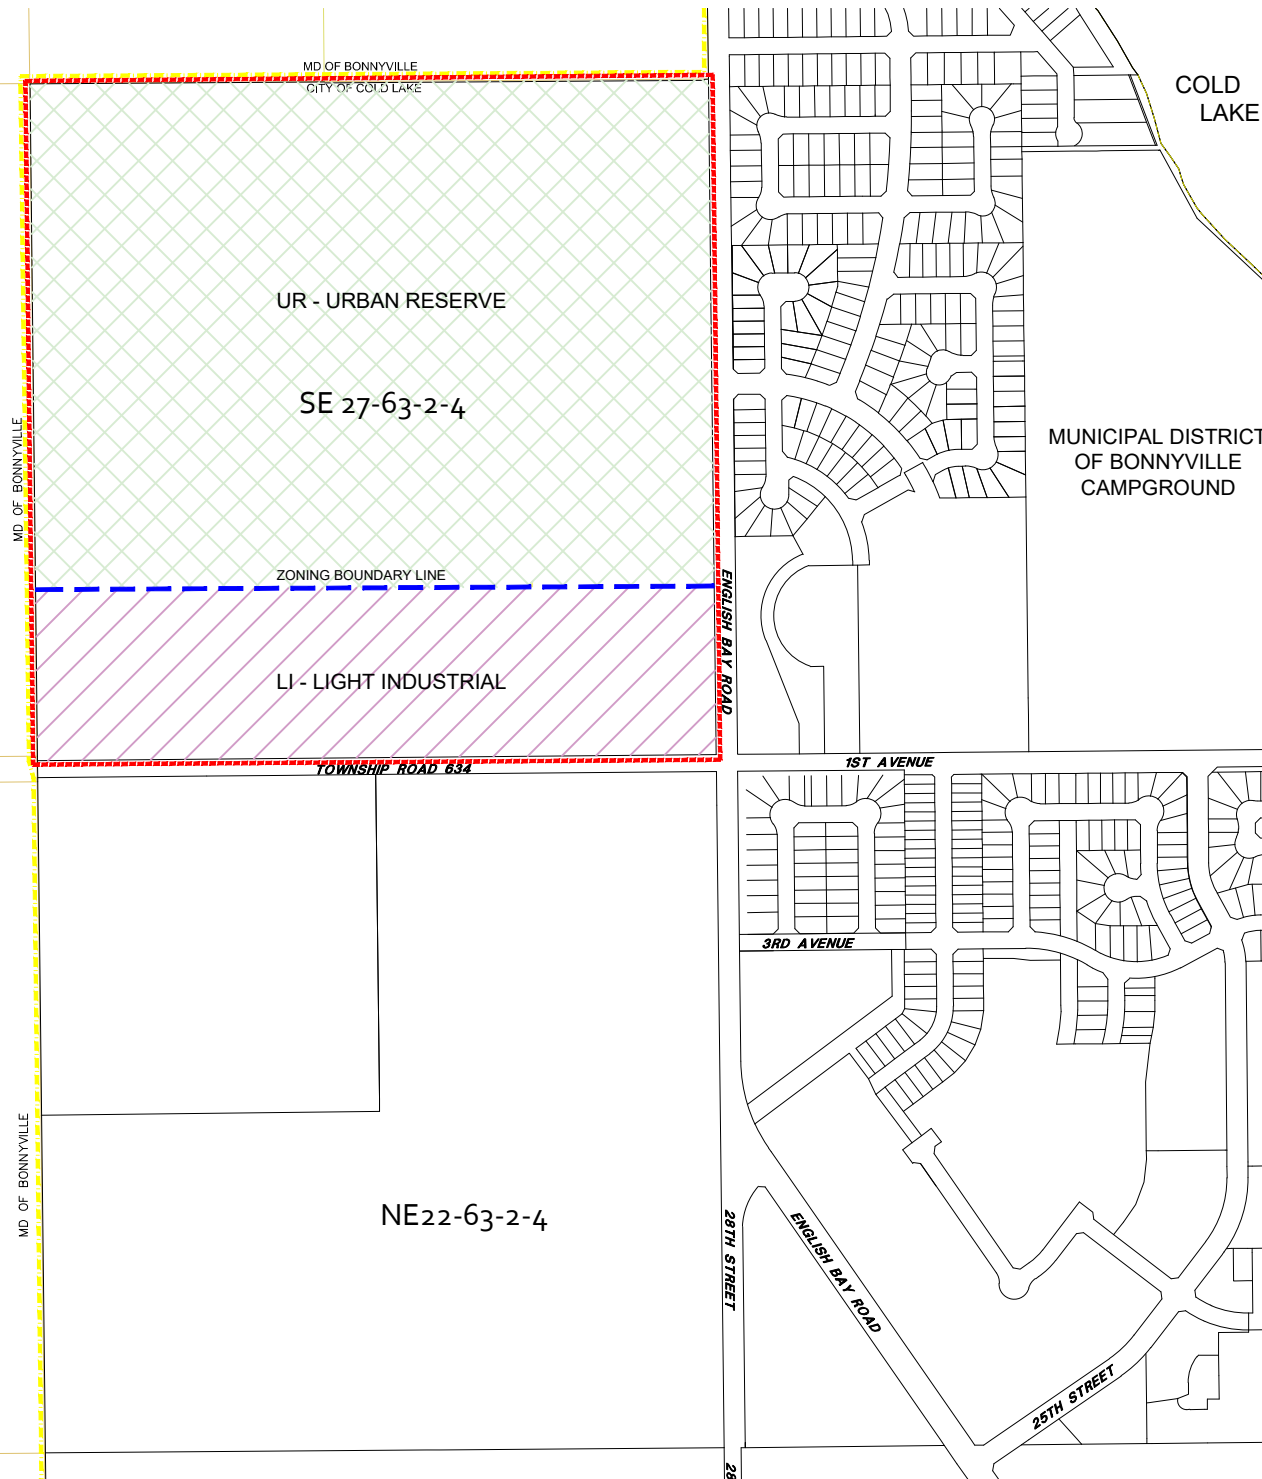 MD OF BONNYVILLE
CITY OF COLD LAKE
COLD
LAKE
UR - URBAN RESERVE
SE 27-63-2-4
MD OF BONNYVILLE
MUNICIPAL DISTRICT
OF BONNYVILLE
CAMPGROUND
ZONING BOUNDARY LINE
ENGLISH BAY ROAD
LI - LIGHT INDUSTRIAL
TOWNSHIP ROAD 634
1ST AVENUE
3RD AVENUE
MD OF BONNYVILLE
NE22-63-2-4
28TH STREET
ENGLISH BAY ROAD
25TH STREET
28